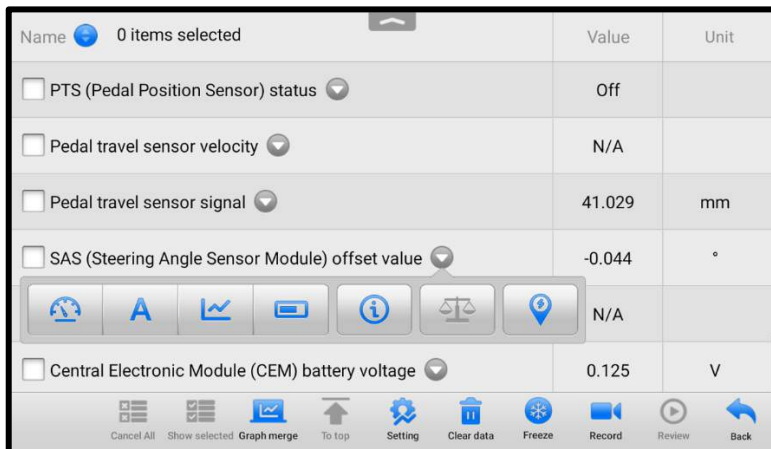 Name 0 items selected Value Unit
PTS (Pedal Position Sensor) status Off
Pedal travel sensor velocity N/A
Pedal travel sensor signal 41.029 mm
SAS (Steering Angle Sensor Module) offset value -0.044 °
A N/A
Central Electronic Module (CEM) battery voltage 0.125 V
Cancel All Show selected Graph merge To top Setting Clear data Freeze Record Review Back